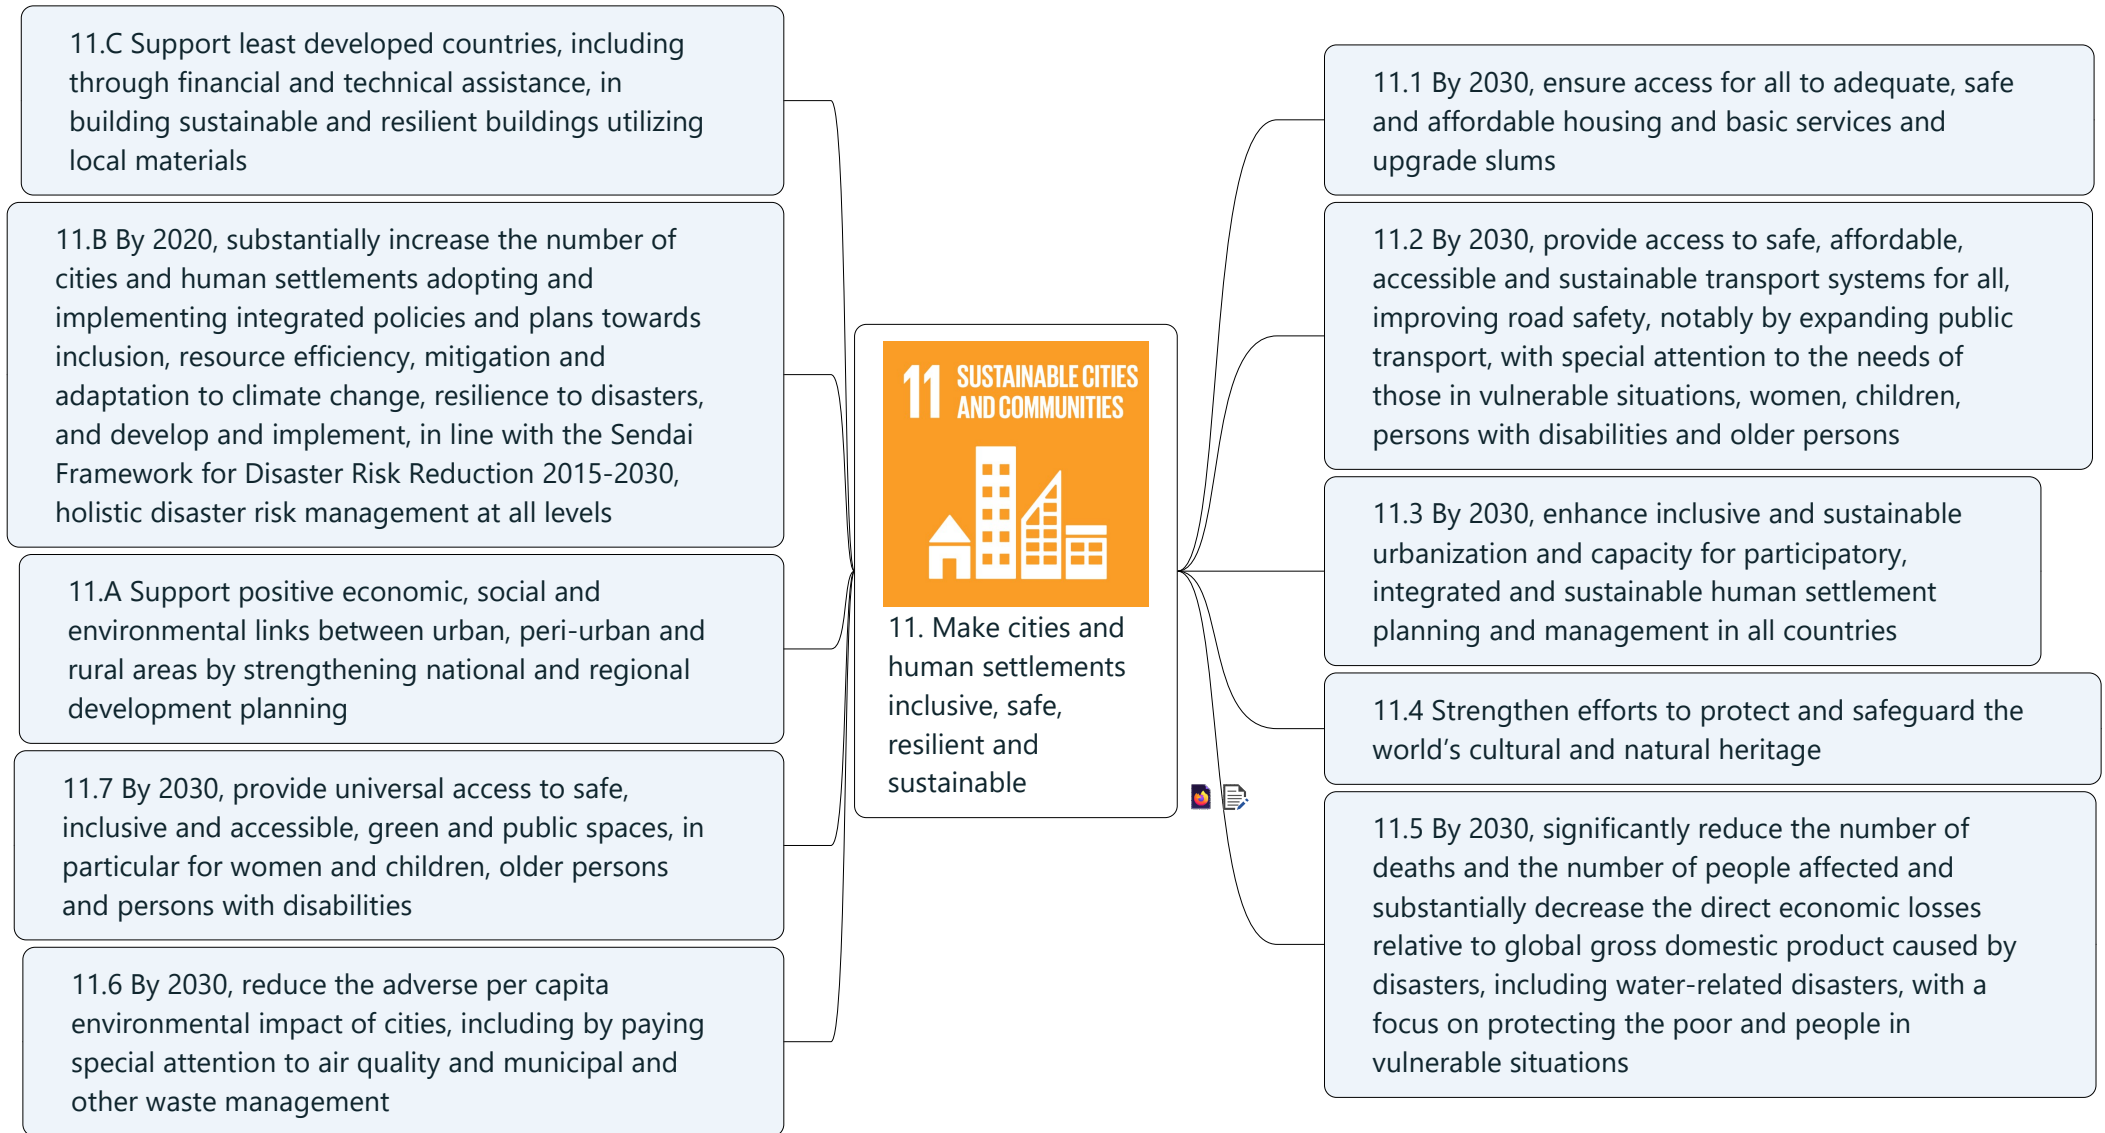 11.C Support least developed countries, including
through financial and technical assistance, in
building sustainable and resilient buildings utilizing
local materials
11.B By 2020, substantially increase the number of
cities and human settlements adopting and
implementing integrated policies and plans towards
inclusion, resource efficiency, mitigation and
adaptation to climate change, resilience to disasters,
and develop and implement, in line with the Sendai
Framework for Disaster Risk Reduction 2015-2030,
holistic disaster risk management at all levels
11.A Support positive economic, social and
environmental links between urban, peri-urban and
rural areas by strengthening national and regional
development planning
11.7 By 2030, provide universal access to safe,
inclusive and accessible, green and public spaces, in
particular for women and children, older persons
and persons with disabilities
11.6 By 2030, reduce the adverse per capita
environmental impact of cities, including by paying
special attention to air quality and municipal and
other waste management
11 SUSTAINABLE CITIES
AND COMMUNITIES
11. Make cities and
human settlements
inclusive, safe,
resilient and
sustainable
11.1 By 2030, ensure access for all to adequate, safe
and affordable housing and basic services and
upgrade slums
11.2 By 2030, provide access to safe, affordable,
accessible and sustainable transport systems for all,
improving road safety, notably by expanding public
transport, with special attention to the needs of
those in vulnerable situations, women, children,
persons with disabilities and older persons
11.3 By 2030, enhance inclusive and sustainable
urbanization and capacity for participatory,
integrated and sustainable human settlement
planning and management in all countries
11.4 Strengthen efforts to protect and safeguard the
world’s cultural and natural heritage
11.5 By 2030, significantly reduce the number of
deaths and the number of people affected and
substantially decrease the direct economic losses
relative to global gross domestic product caused by
disasters, including water-related disasters, with a
focus on protecting the poor and people in
vulnerable situations